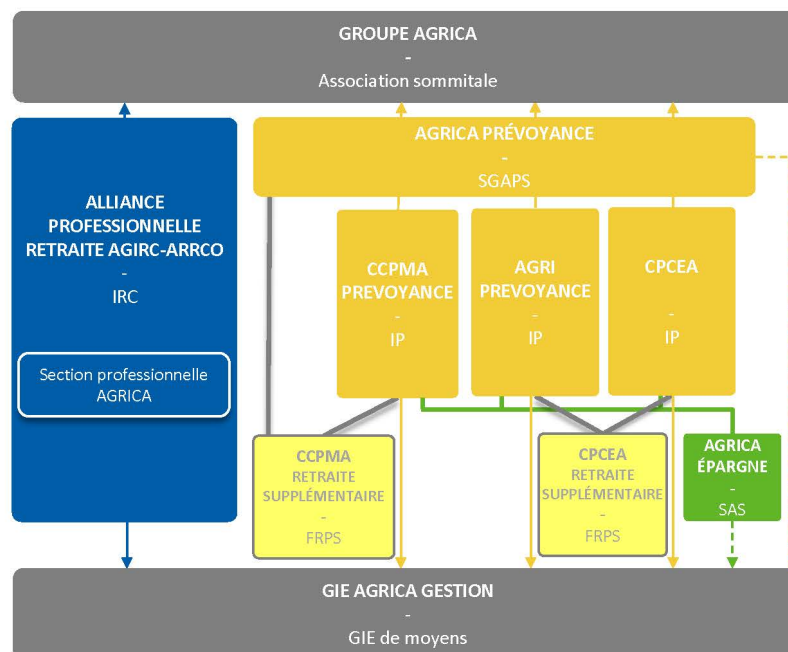 GROUPE AGRICA
-
Association sommitale
AGRICA PRÉVOYANCE
-
SGAPS
ALLIANCE
PROFESSIONNELLE
RETRAITE AGIRC-ARRCO
-
IRC
Section professionnelle
AGRICA
CCPMA
PREVOYANCE
-
IP
AGRI
PREVOYANCE
-
IP
CPCEA
-
IP
CCPMA
RETRAITE
SUPPLÉMENTAIRE
-
FRPS
CPCEA
RETRAITE
SUPPLÉMENTAIRE
-
FRPS
AGRICA
ÉPARGNE
-
SAS
GIE AGRICA GESTION
-
GIE de moyens